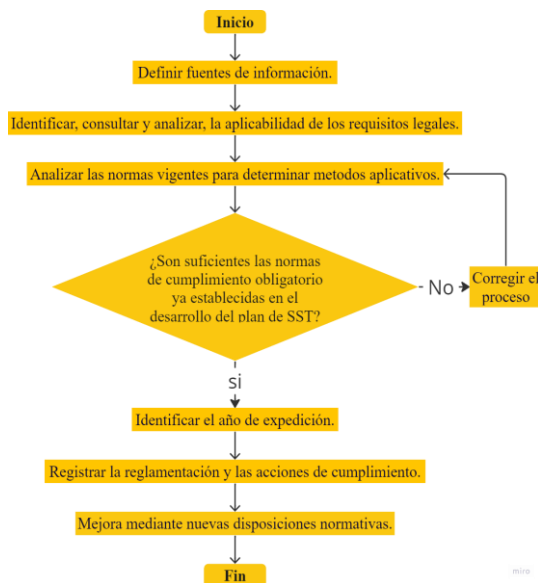 Inicio
Definir fuentes de información.
Identificar, consultar y analizar, la aplicabilidad de los requisitos legales.
Analizar las normas vigentes para determinar metodos aplicativos.
¿Son suficientes las normas
de cumplimiento obligatorio
ya establecidas en el
desarrollo del plan de SST?
No
Corregir el
proceso
si
Identificar el año de expedición.
Registrar la reglamentación y las acciones de cumplimiento.
Mejora mediante nuevas disposiciones normativas.
Fin
miro